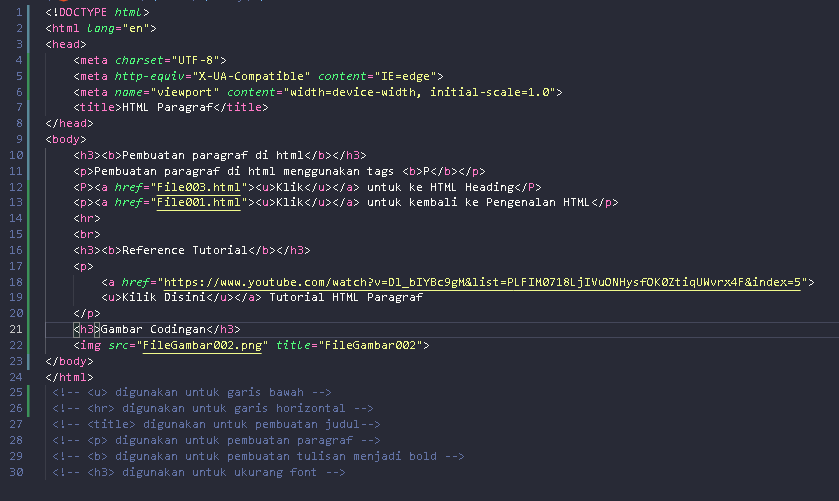 1 <!DOCTYPE html>
2 <html lang="en">
3 <head>
4 <meta charset="UTF-8">
5 <meta http-equiv="X-UA-Compatible" content="IE=edge">
6 <meta name="viewport" content="width=device-width, initial-scale=1.0">
7 <title>HTML Paragraf</title>
8 </head>
9 <body>
10 <h3><b>Pembuatan paragraf di html</b></h3>
11 <p>Pembuatan paragraf di html menggunakan tags <b>P</b></p>
12 <P><a href="File003.html"><u>Klik</u></a> untuk ke HTML Heading</P>
13 <p><a href="File001.html"><u>Klik</u></a> untuk kembali ke Pengenalan HTML</p>
14 <hr>
15 <br>
16 <h3><b>Reference Tutorial</b></h3>
17 <p>
18 <a href="https://www.youtube.com/watch?v=Dl_bIYBc9gM&list=PLFIM0718LjIVuONHysfOK0ZtiqUWvrx4F&index=5">
19 <u>Kilik Disini</u></a> Tutorial HTML Paragraf
20 </p>
21 <h3>Gambar Codingan</h3>
22 <img src="FileGambar002.png" title="FileGambar002">
23 </body>
24 </html>
25 <!-- <u> digunakan untuk garis bawah -->
26 <!-- <hr> digunakan untuk garis horizontal -->
27 <!-- <title> digunakan untuk pembuatan judul-->
28 <!-- <p> digunakan untuk pembuatan paragraf -->
29 <!-- <b> digunakan untuk pembuatan tulisan menjadi bold -->
30 <!-- <h3> digunakan untuk ukurang font -->